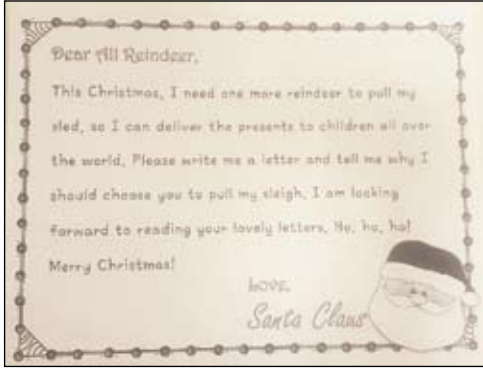 Dear All Reindeer,
This Christmas, I need one more reindeer to pull my
sled, so I can deliver the presents to children all over
the world. Please write me a letter and tell me why I
should choose you to pull my sleigh. I am looking
forward to reading your lovely letters. Ho, ho, ho!
Merry Christmas!
Love,
Santa Claus